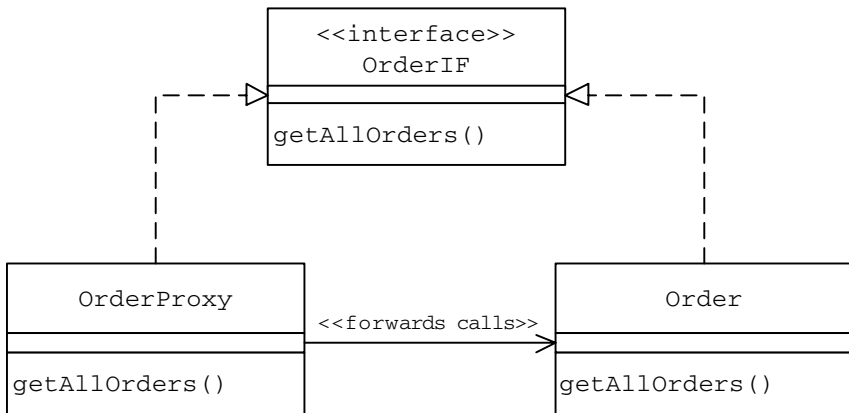 <<interface>>
OrderIF
getAllOrders()
OrderProxy
<<forwards calls>>
Order
getAllOrders()
getAllOrders()